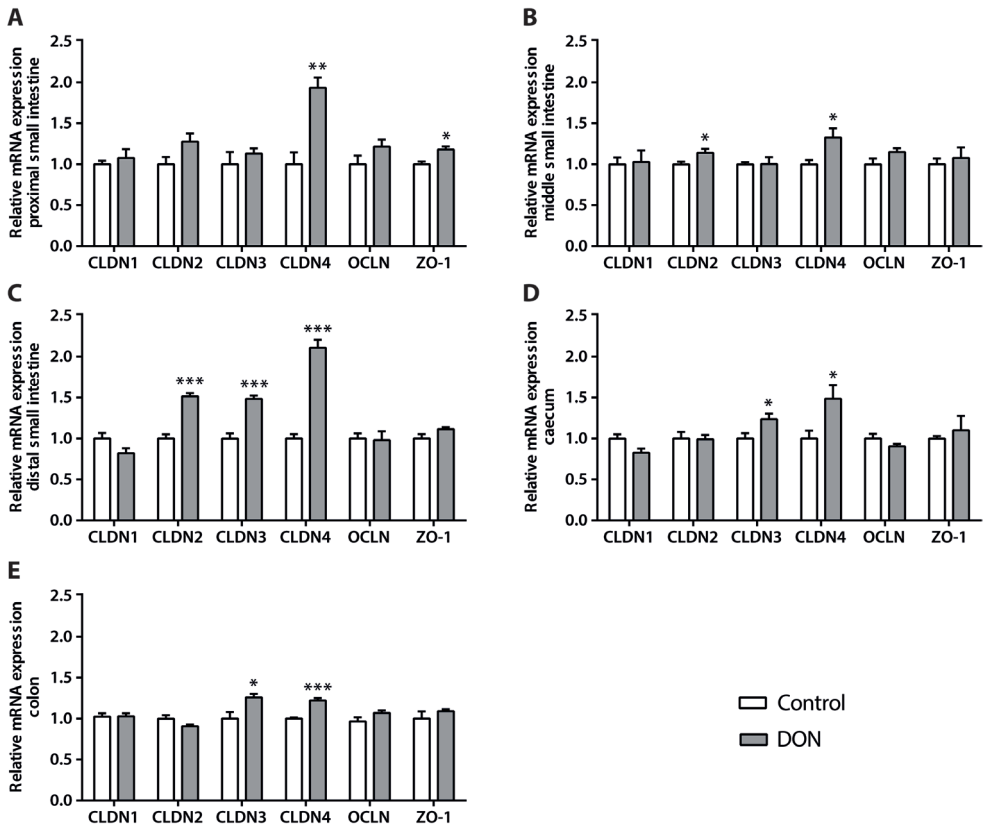 A
Relative mRNA expression
proximal small intestine
2.5
2.0
1.5
1.0
0.5
0.0
**
*
CLDN1 CLDN2 CLDN3 CLDN4 OCLN ZO-1
B
Relative mRNA expression
middle small intestine
2.5
2.0
1.5
1.0
0.5
0.0
*
*
CLDN1 CLDN2 CLDN3 CLDN4 OCLN ZO-1
C
Relative mRNA expression
distal small intestine
2.5
2.0
1.5
1.0
0.5
0.0
***
***
***
CLDN1 CLDN2 CLDN3 CLDN4 OCLN ZO-1
D
Relative mRNA expression
caecum
2.5
2.0
1.5
1.0
0.5
0.0
*
*
CLDN1 CLDN2 CLDN3 CLDN4 OCLN ZO-1
E
Relative mRNA expression
colon
2.5
2.0
1.5
1.0
0.5
0.0
*
***
CLDN1 CLDN2 CLDN3 CLDN4 OCLN ZO-1
Control
DON